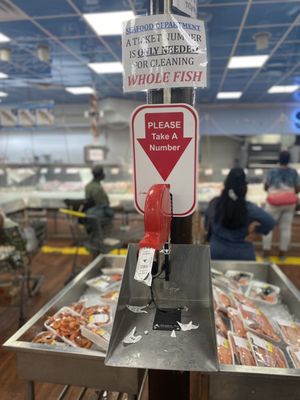 SEAFOOD DEPARTMENT
A TICKET NUMBER
IS ONLY NEEDED
FOR CLEANING
WHOLE FISH
PLEASE
Take A
Number